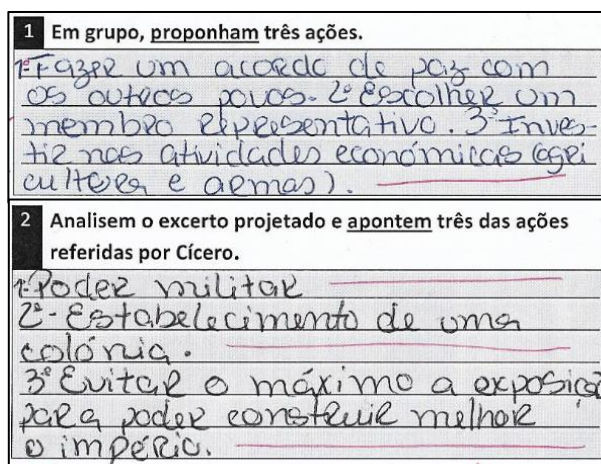 1 Em grupo, proponham três ações.
1º Fazer um acordo de paz com
os outros povos. 2º Escolher um
membro representativo. 3º Inves-
tir nas atividades económicas (agri
cultura e armas).
2 Analisem o excerto projetado e apontem três das ações
referidas por Cícero.
1º Poder militar
2º - Estabelecimento de uma
colónia.
3º Evitar o máximo a exposição
para poder construir melhor
o império.